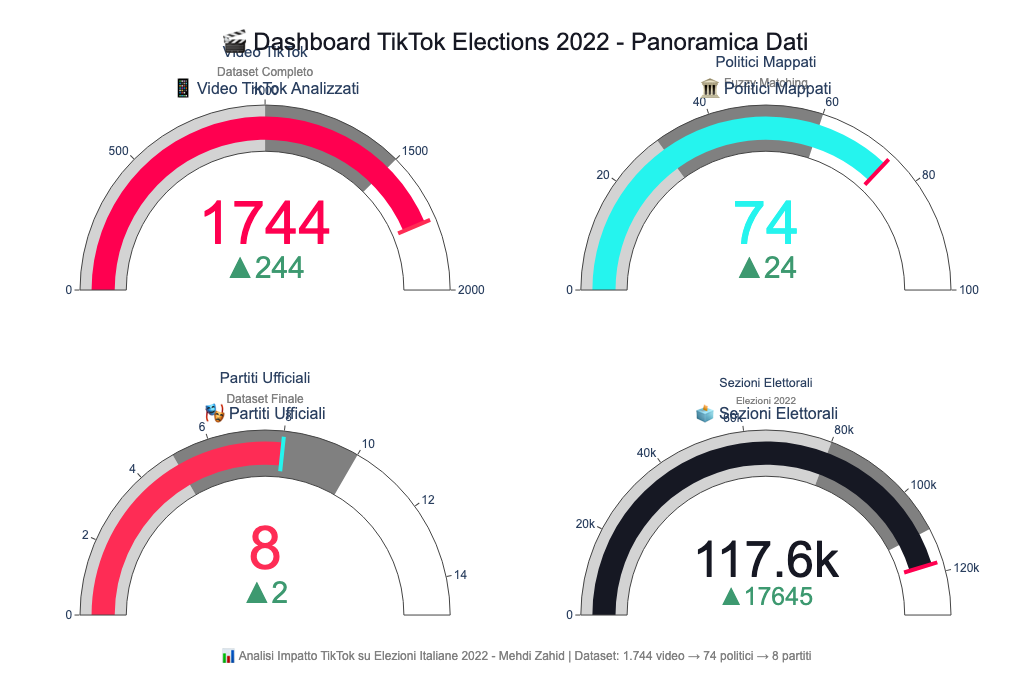 🎬 Dashboard TikTok Elections 2022 - Panoramica Dati
Video TikTok
Dataset Completo
📱 Video TikTok Analizzati
0
500
1000
1500
2000
1744
▲244
Politici Mappati
Fuzzy Matching
🏛️ Politici Mappati
0
20
40
60
80
100
74
▲24
Partiti Ufficiali
Dataset Finale
🎭 Partiti Ufficiali
0
2
4
6
8
10
12
14
8
▲2
Sezioni Elettorali
Elezioni 2022
🗳️ Sezioni Elettorali
0
20k
40k
60k
80k
100k
120k
117.6k
▲17645
📊 Analisi Impatto TikTok su Elezioni Italiane 2022 - Mehdi Zahid | Dataset: 1.744 video → 74 politici → 8 partiti